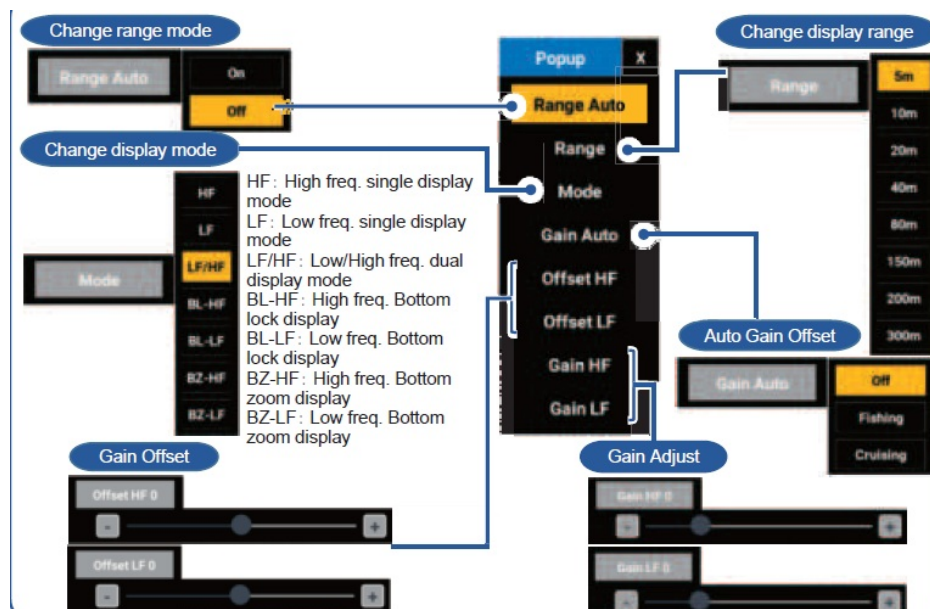 Change range mode
Range Auto
On
Off
Change display mode
HF
LF
LF/HF
BL-HF
BL-LF
BZ-HF
BZ-LF
Mode
HF: High freq. single display
mode
LF: Low freq. single display
mode
LF/HF: Low/High freq. dual
display mode
BL-HF: High freq. Bottom
lock display
BL-LF: Low freq. Bottom
lock display
BZ-HF: High freq. Bottom
zoom display
BZ-LF: Low freq. Bottom
zoom display
Popup X
Range Auto
Range
Mode
Gain Auto
Offset HF
Offset LF
Gain HF
Gain LF
Change display range
Range
5m
10m
20m
40m
80m
150m
200m
300m
Auto Gain Offset
Gain Auto
Off
Fishing
Cruising
Gain Offset
Offset HF 0
- +
Offset LF 0
- +
Gain Adjust
Gain HF 0
- +
Gain LF 0
- +